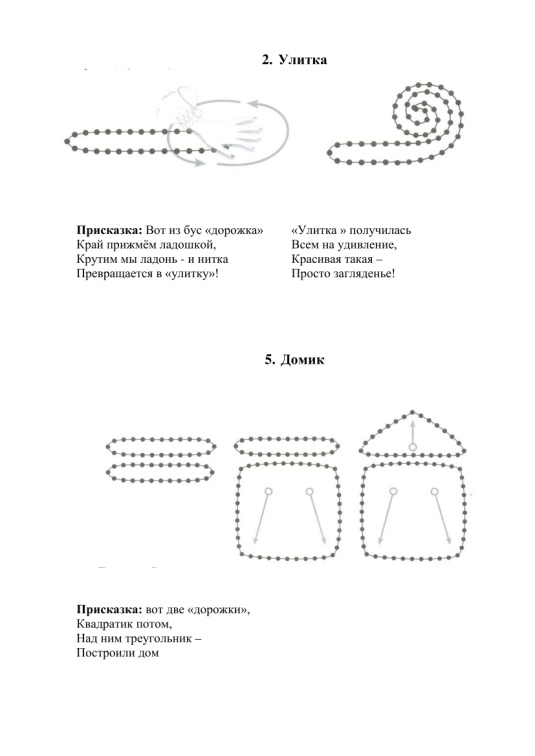 2. Улитка
Присказка: Вот из бус «дорожка»
Край прижмём ладошкой,
Крутим мы ладонь - и нитка
Превращается в «улитку»!
«Улитка » получилась
Всем на удивление,
Красивая такая –
Просто загляденье!
5. Домик
Присказка: вот две «дорожки»,
Квадратик потом,
Над ним треугольник –
Построили дом